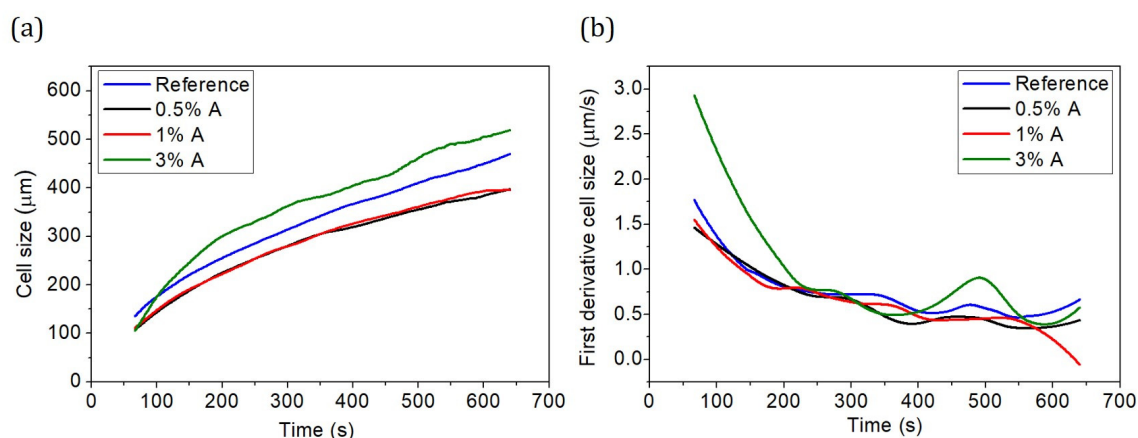 (a)
Cell size (μm)
600
500
400
300
200
100
0
Reference
0.5% A
1% A
3% A
0 100 200 300 400 500 600 700
Time (s)
(b)
First derivative cell size (μm/s)
3.0
2.5
2.0
1.5
1.0
0.5
0.0
Reference
0.5% A
1% A
3% A
0 100 200 300 400 500 600 700
Time (s)